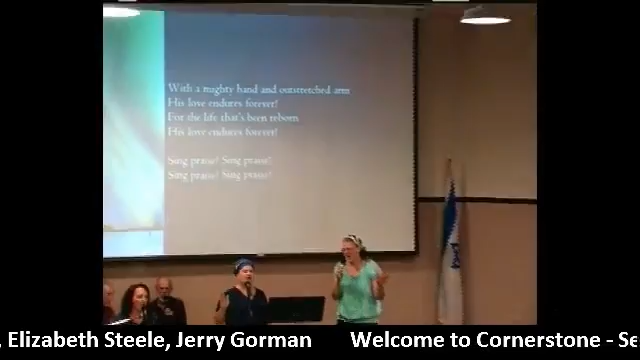 With a mighty hand and outstretched arm
His love endures forever!
For the life that's been reborn
His love endures forever!
Sing praise! Sing praise!
Sing praise! Sing praise!
, Elizabeth Steele, Jerry Gorman Welcome to Cornerstone - Se